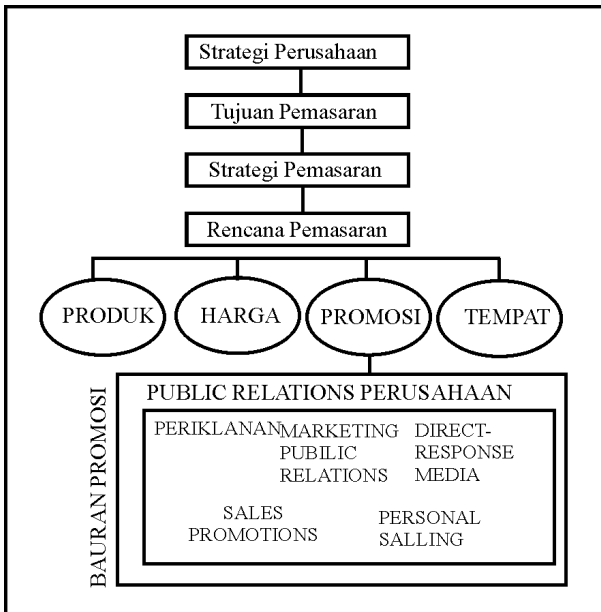 Strategi Perusahaan
Tujuan Pemasaran
Strategi Pemasaran
Rencana Pemasaran
PRODUK
HARGA
PROMOSI
TEMPAT
BAURAN PROMOSI
PUBLIC RELATIONS PERUSAHAAN
PERIKLANAN
MARKETING
PUBILIC
RELATIONS
DIRECT-
RESPONSE
MEDIA
SALES
PROMOTIONS
PERSONAL
SALLING